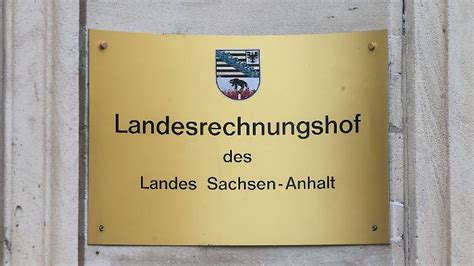 Landesrechnungshof
des
Landes Sachsen-Anhalt